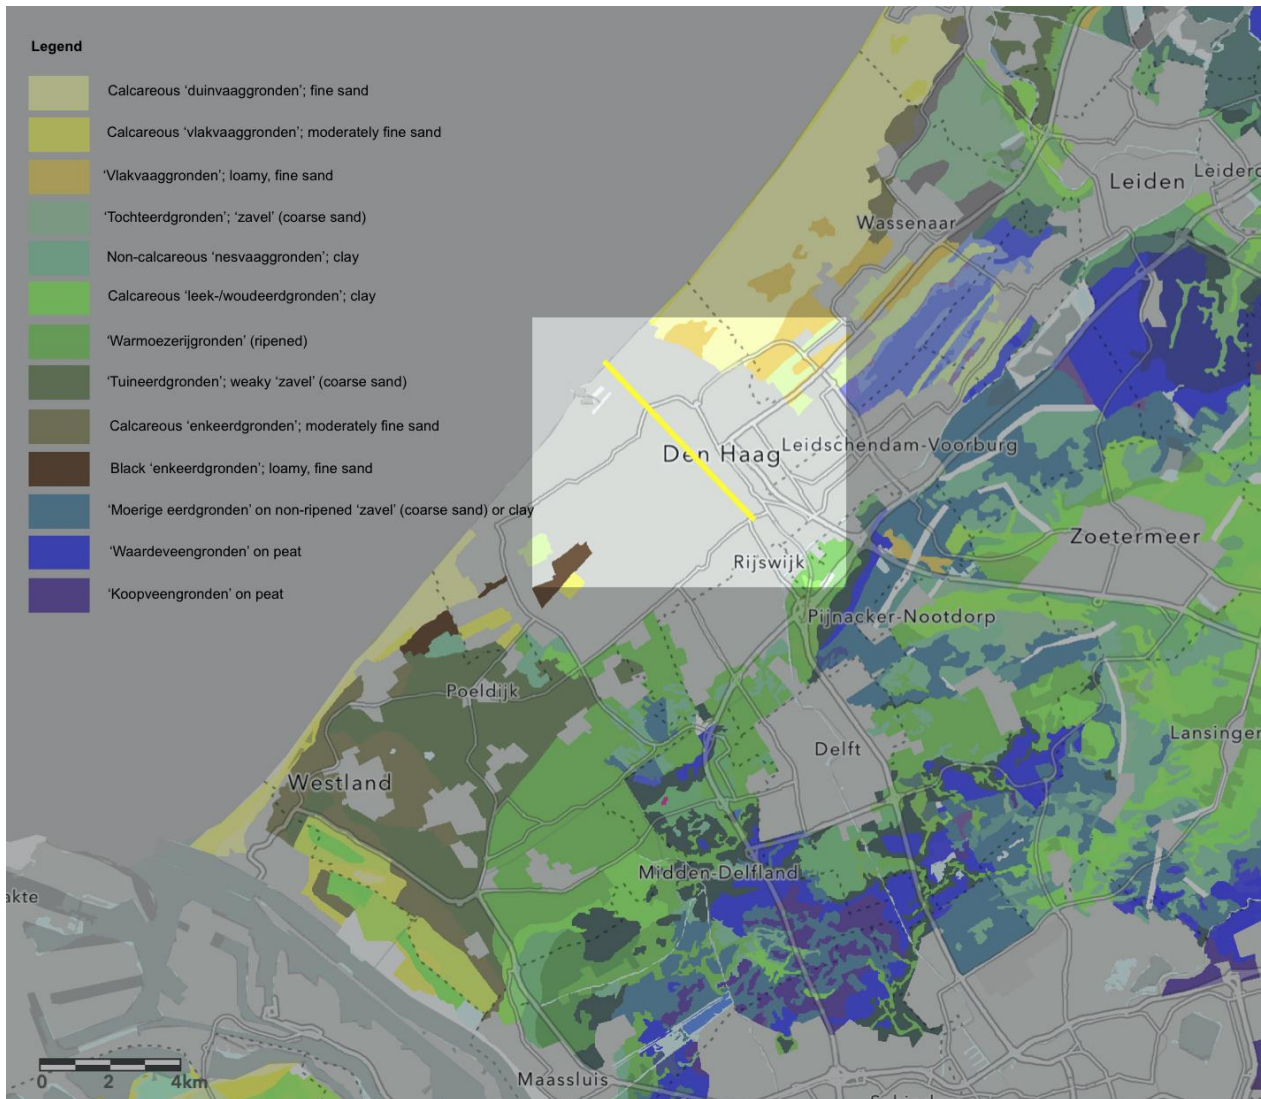 Legend
Calcareous ‘duinvaaggronden’; fine sand
Calcareous ‘vlakvaaggronden’; moderately fine sand
‘Vlakvaaggronden’; loamy, fine sand
‘Tochteerdgronden’; ‘zavel’ (coarse sand)
Non-calcareous ‘nesvaaggronden’; clay
Calcareous ‘leek-/woudeerdgronden’; clay
‘Warmoezerijgronden’ (ripened)
‘Tuineerdgronden’; weaky ‘zavel’ (coarse sand)
Calcareous ‘enkeerdgronden’; moderately fine sand
Black ‘enkeerdgronden’; loamy, fine sand
‘Moerige eerdgronden’ on non-ripened ‘zavel’ (coarse sand) or clay
‘Waardeveengronden’ on peat
‘Koopveengronden’ on peat
Leiden
Leiderd
Wassenaar
Den Haag
Leidschendam-Voorburg
Zoetermeer
Rijswijk
Pijnacker-Nootdorp
Poeldijk
Lansinger
Delft
Westland
Midden-Delfland
akte
Maassluis
0 2 4km